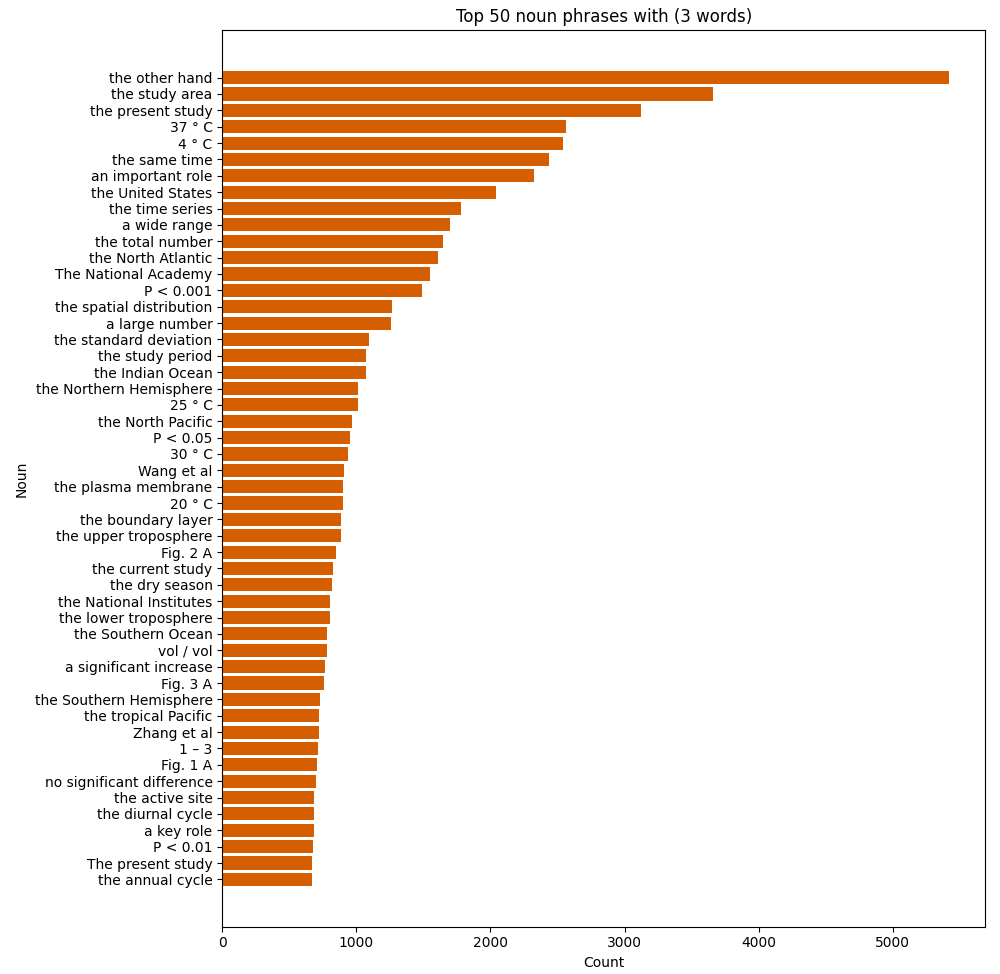 Top 50 noun phrases with (3 words)
the other hand
the study area
the present study
37 ° C
4 ° C
the same time
an important role
the United States
the time series
a wide range
the total number
the North Atlantic
The National Academy
P < 0.001
the spatial distribution
a large number
the standard deviation
the study period
the Indian Ocean
the Northern Hemisphere
25 ° C
the North Pacific
P < 0.05
30 ° C
Wang et al
the plasma membrane
20 ° C
the boundary layer
the upper troposphere
Fig. 2 A
the current study
the dry season
the National Institutes
the lower troposphere
the Southern Ocean
vol / vol
a significant increase
Fig. 3 A
the Southern Hemisphere
the tropical Pacific
Zhang et al
1 – 3
Fig. 1 A
no significant difference
the active site
the diurnal cycle
a key role
P < 0.01
The present study
the annual cycle
Noun
0 1000 2000 3000 4000 5000
Count